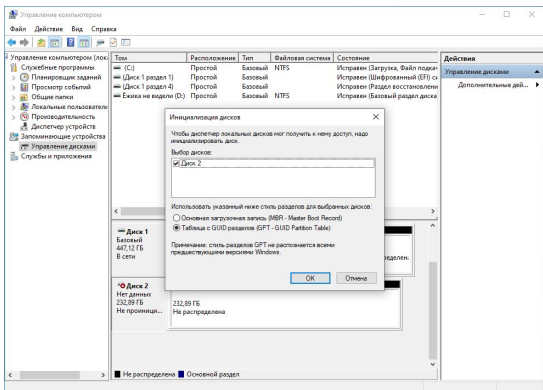 Управление компьютером
Файл Действие Вид Справка
Управление компьютером (лока
Служебные программы
Планировщик заданий
Просмотр событий
Общие папки
Локальные пользователи
Производительность
Диспетчер устройств
Запоминающие устройства
Управление дисками
Службы и приложения
Том Расположение Тип Файловая система Состояние
(C:) Простой Базовый NTFS Исправен (Загрузка, Файл подкач
(Диск 1 раздел 1) Простой Базовый Исправен (Шифрованный (EFI) си
(Диск 1 раздел 4) Простой Базовый Исправен (Раздел восстановлени
Ежика не видели (D:) Простой Базовый NTFS Исправен (Базовый раздел диска
Действия
Управление дисками
Дополнительные дей...
Инициализация дисков
Чтобы диспетчер локальных дисков мог получить к нему доступ, надо
инициализировать диск.
Выбор дисков:
Диск 2
Использовать указанный ниже стиль разделов для выбранных дисков:
Основная загрузочная запись (MBR - Master Boot Record)
Таблица с GUID разделов (GPT - GUID Partition Table)
Примечание: стиль разделов GPT не распознается всеми
предшествующими версиями Windows.
OK Отмена
Диск 1
Базовый
447,12 ГБ
В сети
Диск 2
Нет данных
232,89 ГБ
Не проиници...
232,89 ГБ
Не распределена
Не распределена Основной раздел